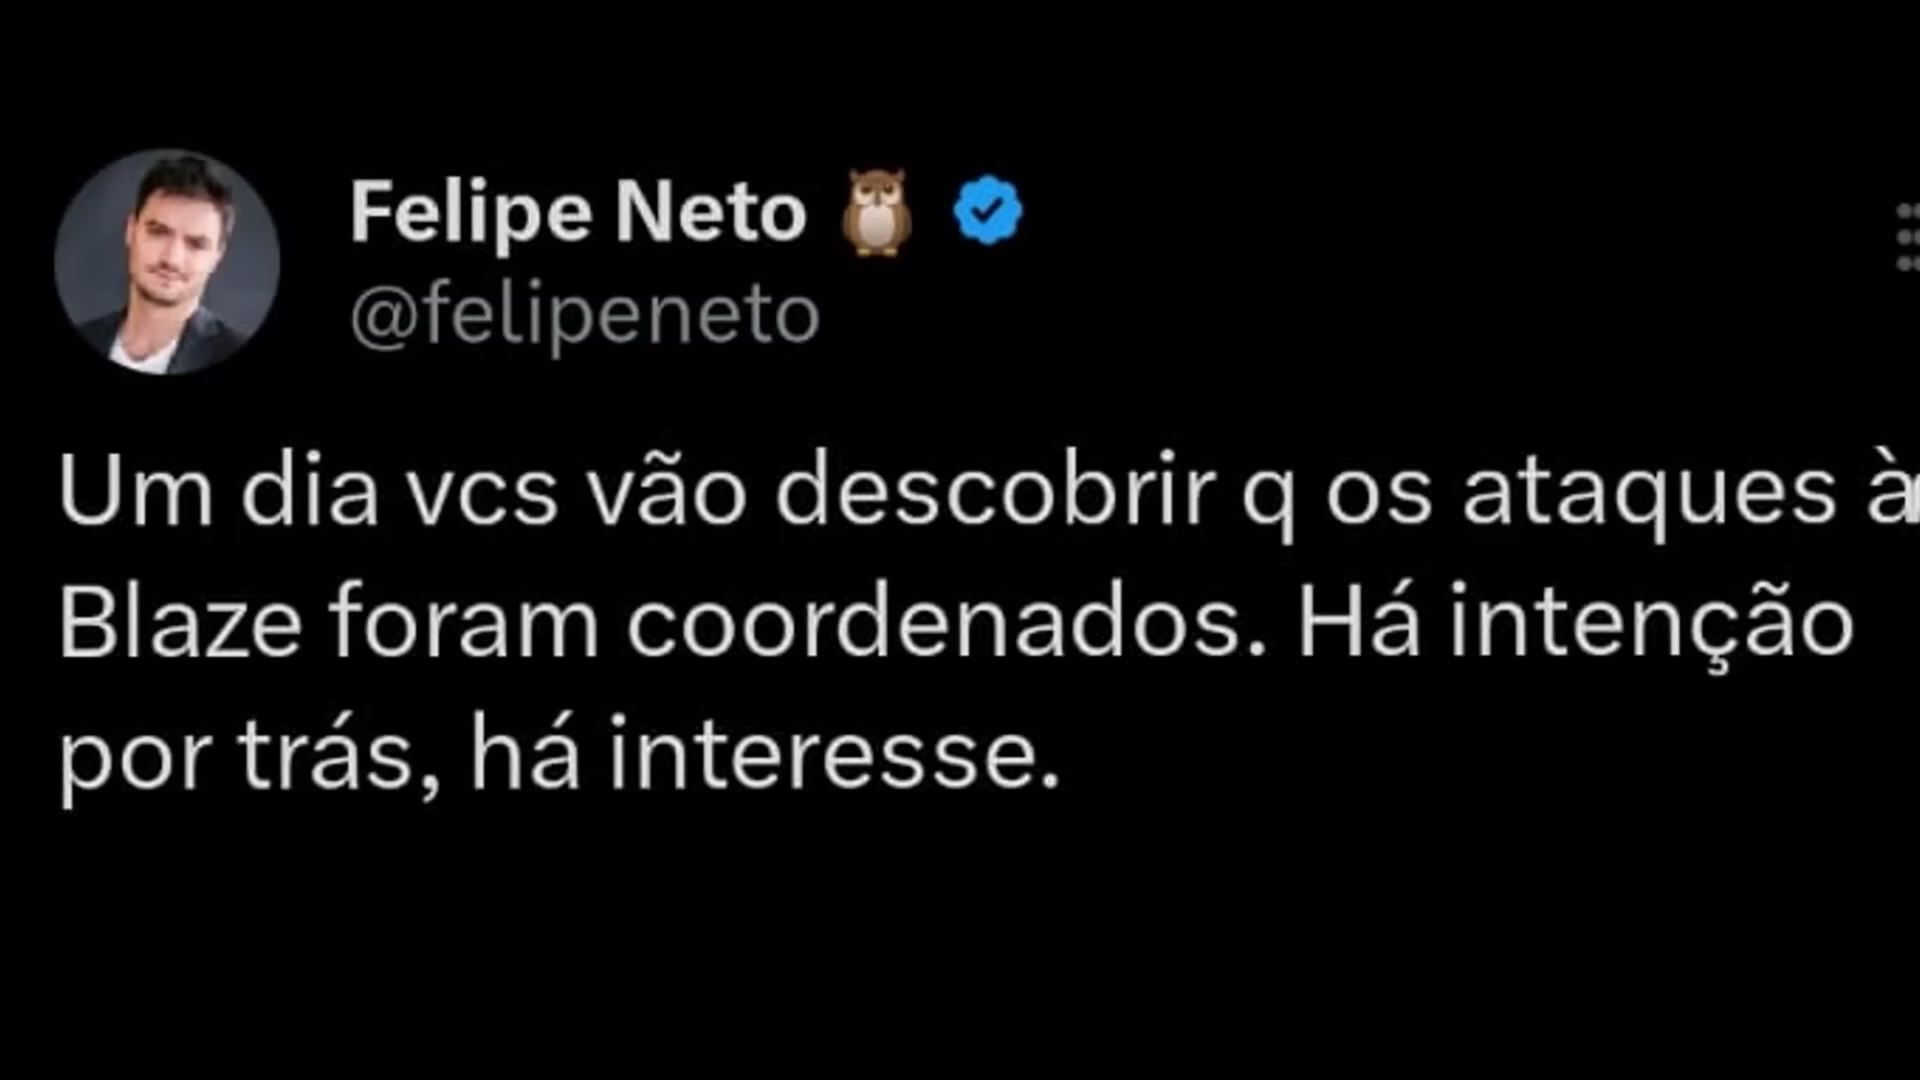 Felipe Neto 🦉
@felipeneto
Um dia vcs vão descobrir q os ataques à
Blaze foram coordenados. Há intenção
por trás, há interesse.